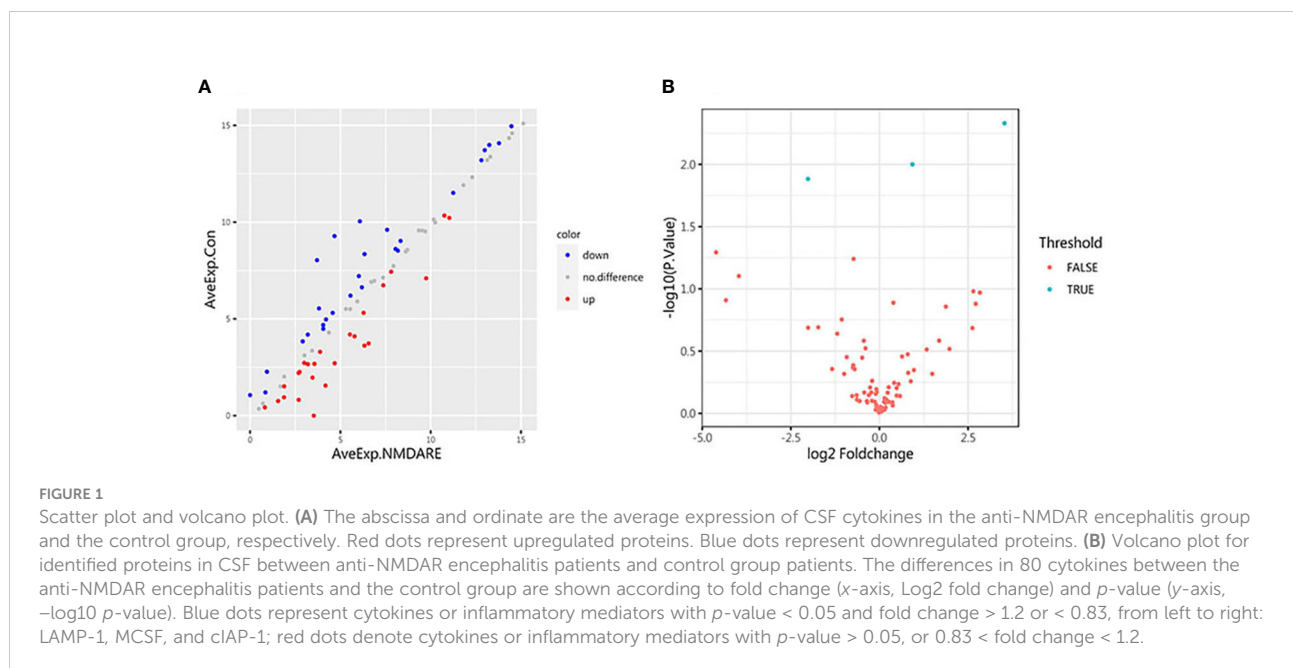 A
B
15
10
5
0
0
5
10
15
AveExp.Con
AveExp.NMDARE
color
down
no.difference
up
2.0
1.5
1.0
0.5
0.0
-5.0
-2.5
0.0
2.5
-log10(P.Value)
log2 Foldchange
Threshold
FALSE
TRUE
FIGURE 1
Scatter plot and volcano plot. (A) The abscissa and ordinate are the average expression of CSF cytokines in the anti-NMDAR encephalitis group
and the control group, respectively. Red dots represent upregulated proteins. Blue dots represent downregulated proteins. (B) Volcano plot for
identified proteins in CSF between anti-NMDAR encephalitis patients and control group patients. The differences in 80 cytokines between the
anti-NMDAR encephalitis patients and the control group are shown according to fold change (x-axis, Log2 fold change) and p-value (y-axis,
−log10 p-value). Blue dots represent cytokines or inflammatory mediators with p-value < 0.05 and fold change > 1.2 or < 0.83, from left to right:
LAMP-1, MCSF, and cIAP-1; red dots denote cytokines or inflammatory mediators with p-value > 0.05, or 0.83 < fold change < 1.2.